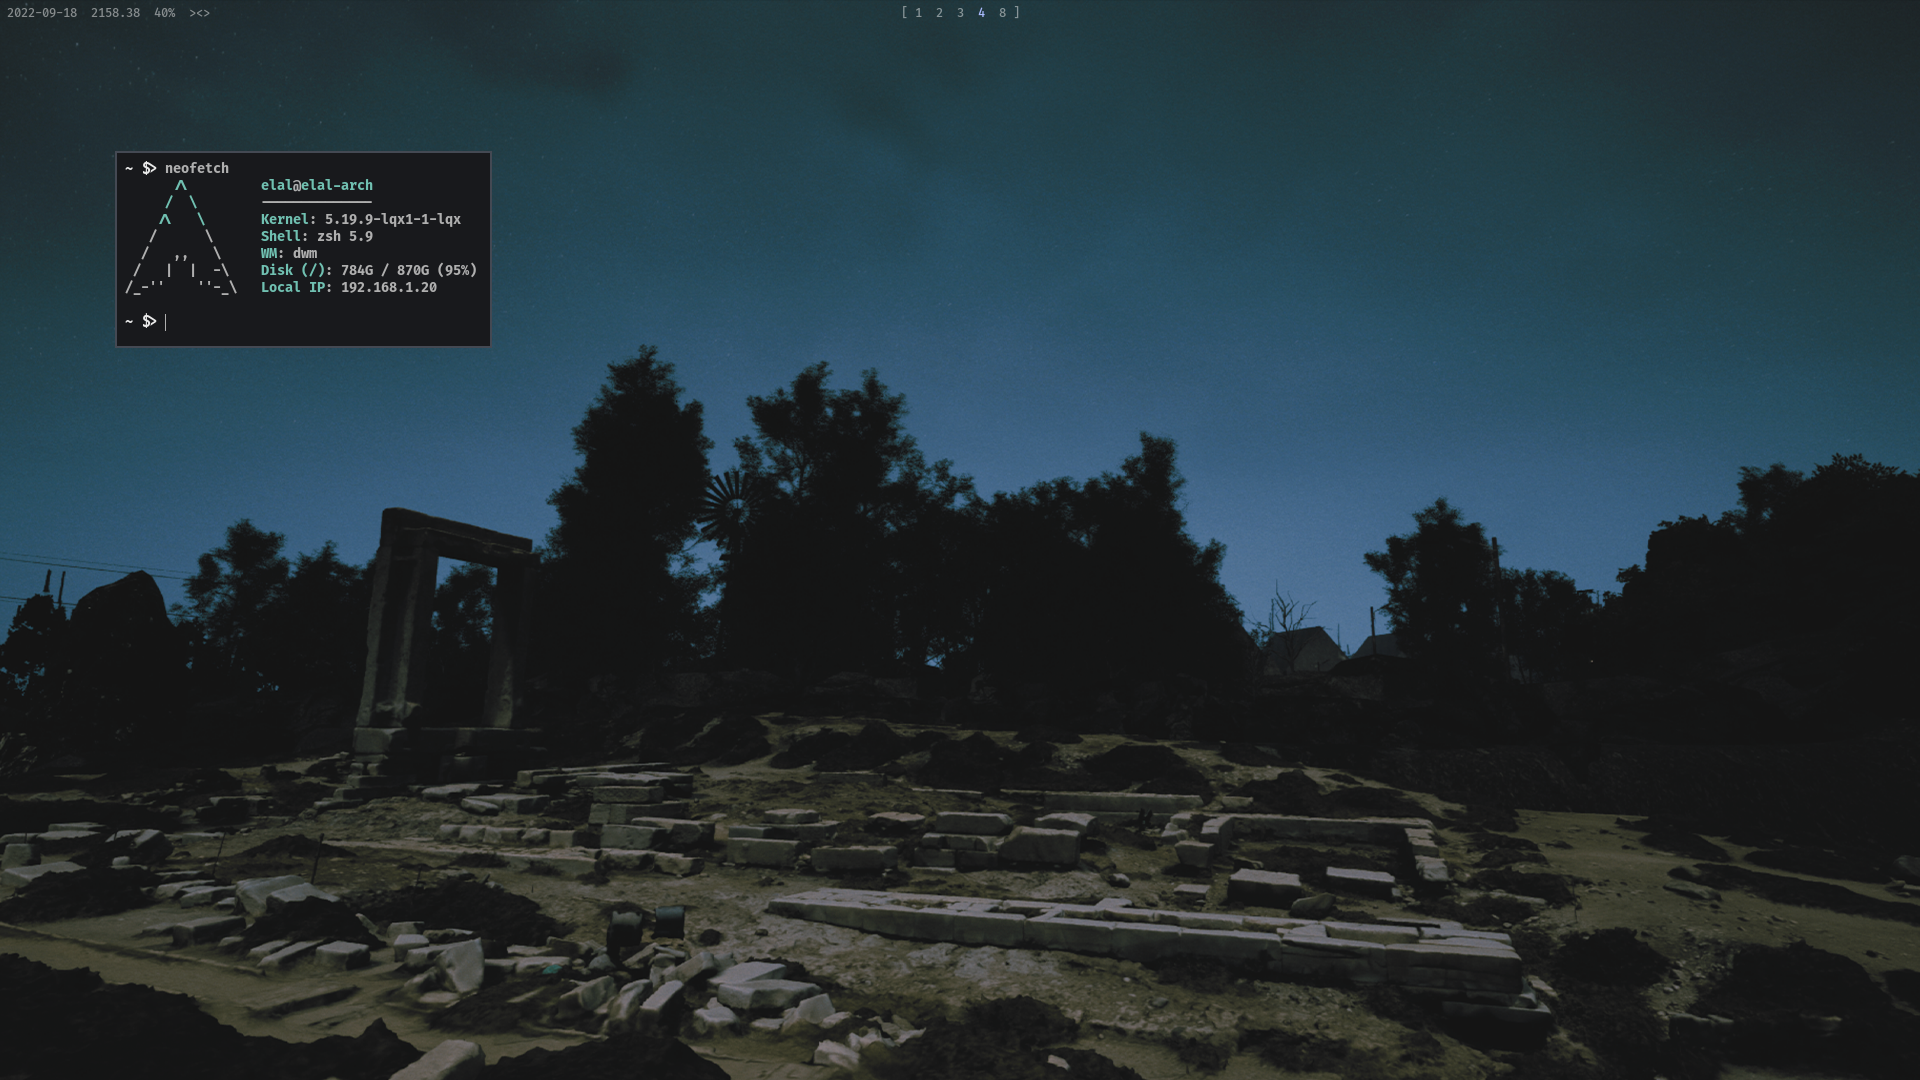 2022-09-18 2158.38 40% ><>
[ 1 2 3 4 8 ]
~ $> neofetch
elal@elal-arch
Kernel: 5.19.9-lqx1-1-lqx
Shell: zsh 5.9
WM: dwm
Disk (/): 784G / 870G (95%)
Local IP: 192.168.1.20
~ $>